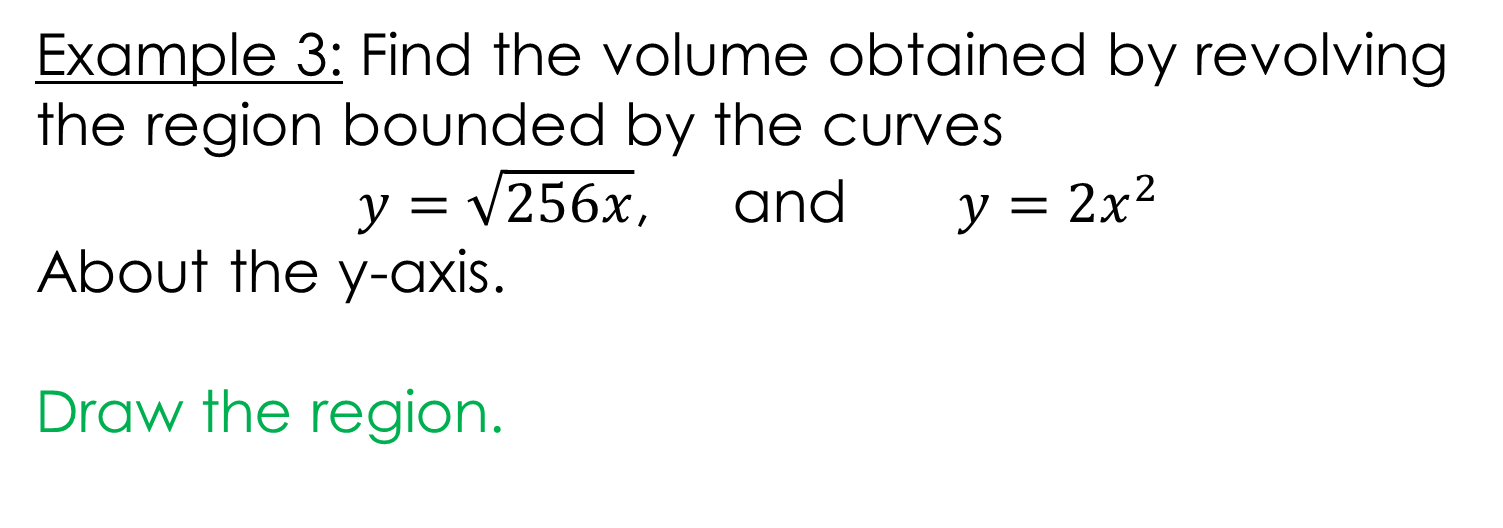 Example 3: Find the volume obtained by revolving
the region bounded by the curves
y = √256x, and y = 2x²
About the y-axis.
Draw the region.